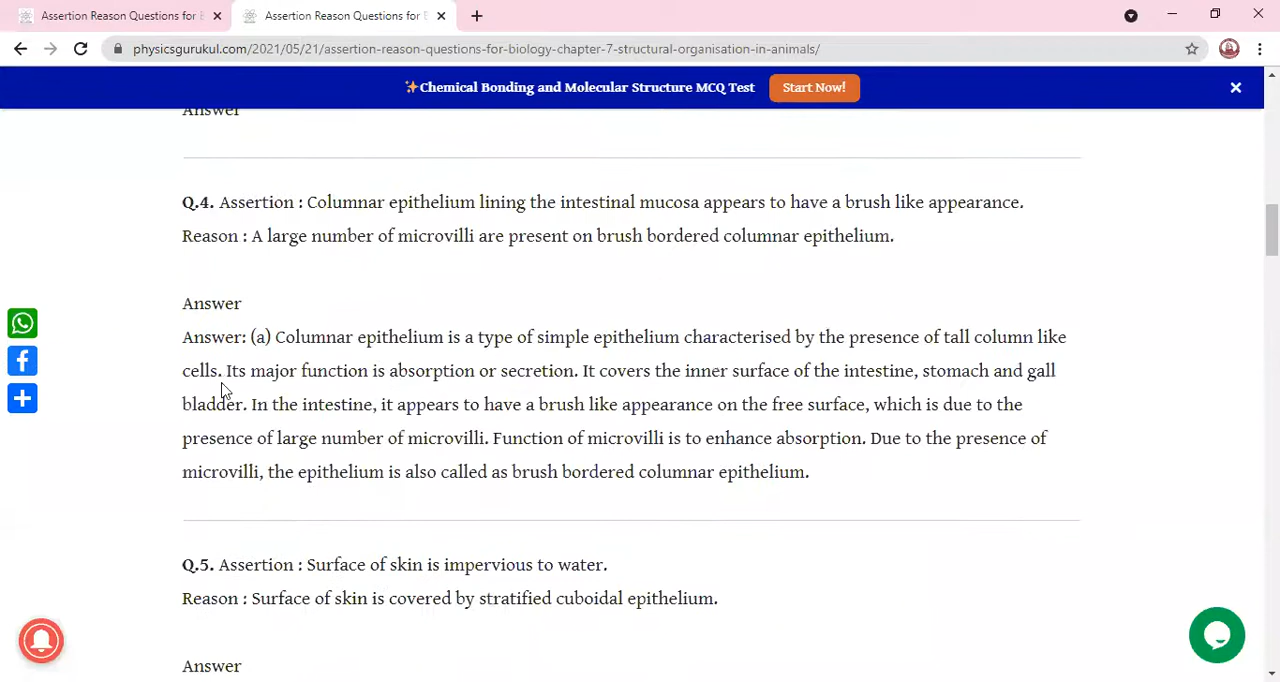 Assertion Reason Questions for B
Assertion Reason Questions for E
physicsgurukul.com/2021/05/21/assertion-reason-questions-for-biology-chapter-7-structural-organisation-in-animals/
✨Chemical Bonding and Molecular Structure MCQ Test Start Now!
Answer
Q.4. Assertion : Columnar epithelium lining the intestinal mucosa appears to have a brush like appearance.
Reason : A large number of microvilli are present on brush bordered columnar epithelium.
Answer
Answer: (a) Columnar epithelium is a type of simple epithelium characterised by the presence of tall column like
cells. Its major function is absorption or secretion. It covers the inner surface of the intestine, stomach and gall
bladder. In the intestine, it appears to have a brush like appearance on the free surface, which is due to the
presence of large number of microvilli. Function of microvilli is to enhance absorption. Due to the presence of
microvilli, the epithelium is also called as brush bordered columnar epithelium.
Q.5. Assertion : Surface of skin is impervious to water.
Reason : Surface of skin is covered by stratified cuboidal epithelium.
Answer